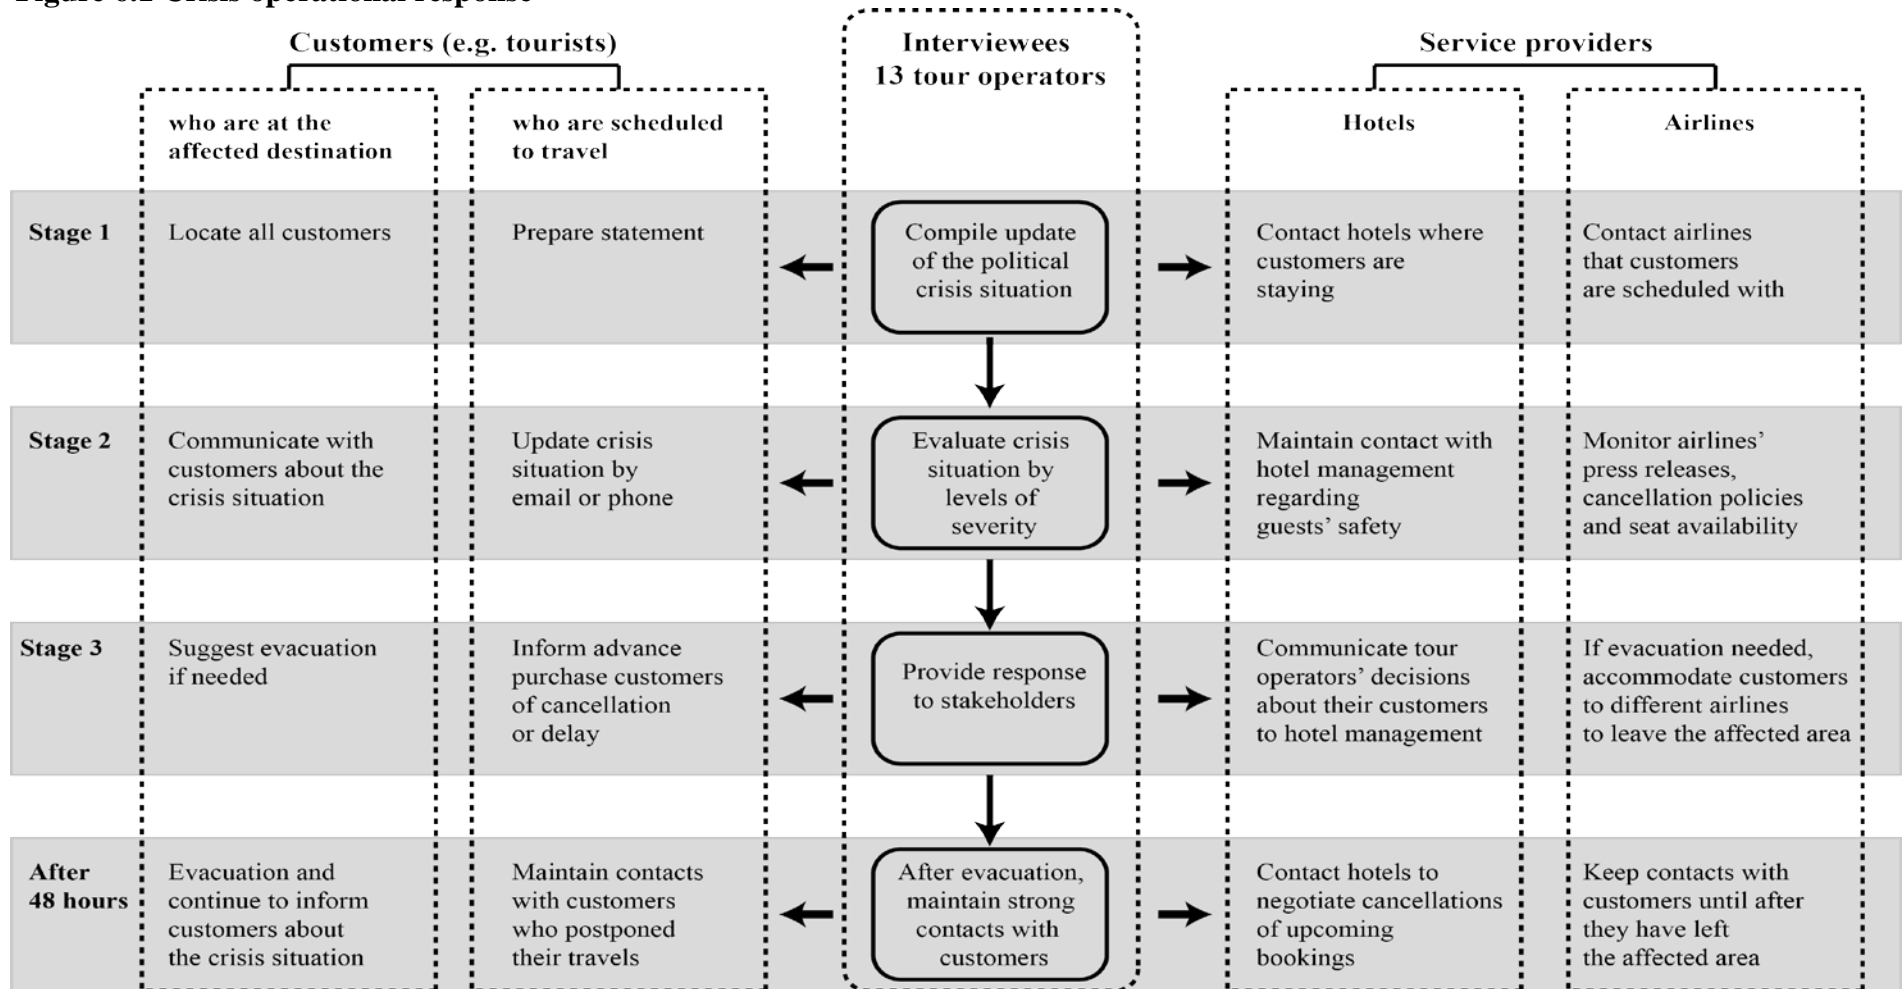 Figure 6.1 Crisis operational response
Customers (e.g. tourists)
Interviewees
13 tour operators
Service providers
who are at the
affected destination
who are scheduled
to travel
Hotels
Airlines
Stage 1
Locate all customers
Prepare statement
Compile update
of the political
crisis situation
Contact hotels where
customers are
staying
Contact airlines
that customers
are scheduled with
Stage 2
Communicate with
customers about the
crisis situation
Update crisis
situation by
email or phone
Evaluate crisis
situation by
levels of
severity
Maintain contact with
hotel management
regarding
guests’ safety
Monitor airlines’
press releases,
cancellation policies
and seat availability
Stage 3
Suggest evacuation
if needed
Inform advance
purchase customers
of cancellation
or delay
Provide response
to stakeholders
Communicate tour
operators’ decisions
about their customers
to hotel management
If evacuation needed,
accommodate customers
to different airlines
to leave the affected area
After
48 hours
Evacuation and
continue to inform
customers about
the crisis situation
Maintain contacts
with customers
who postponed
their travels
After evacuation,
maintain strong
contacts with
customers
Contact hotels to
negotiate cancellations
of upcoming
bookings
Keep contacts with
customers until after
they have left
the affected area